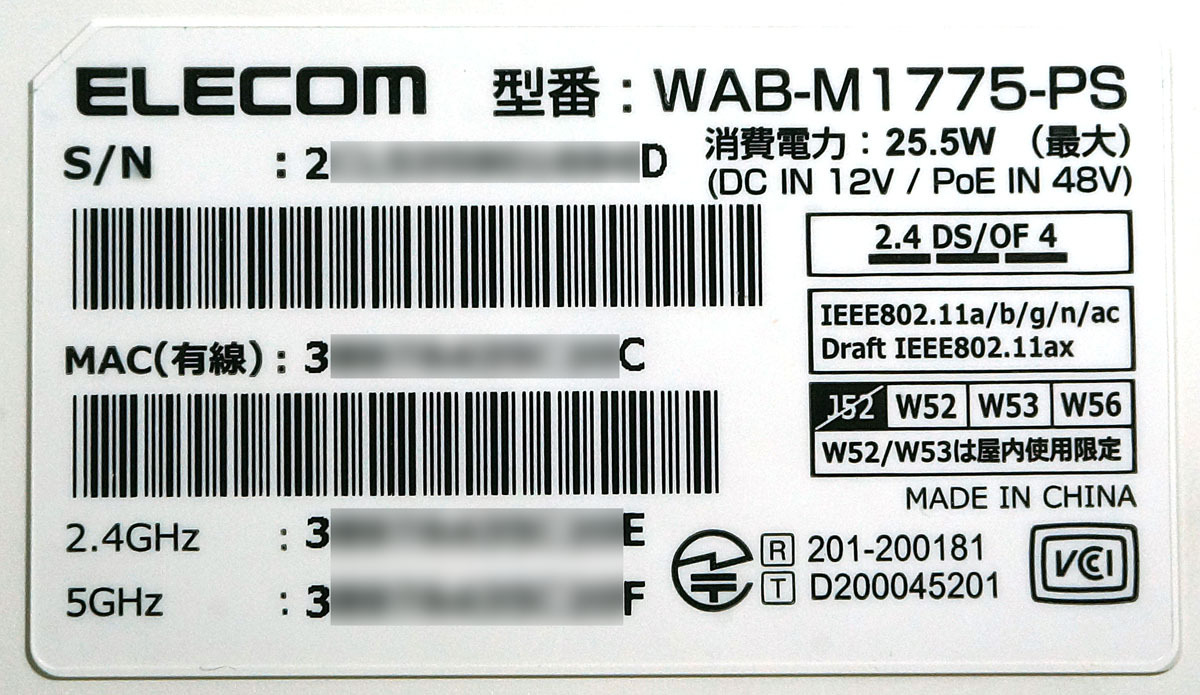 ELECOM 型番：WAB-M1775-PS
S/N : 2 D
消費電力：25.5W （最大）
(DC IN 12V / PoE IN 48V)
2.4 DS/OF 4
MAC(有線) : 3 C
IEEE802.11a/b/g/n/ac
Draft IEEE802.11ax
J52 W52 W53 W56
W52/W53は屋内使用限定
MADE IN CHINA
2.4GHz : 3 E
5GHz : 3 F
R 201-200181
T D200045201
VCCI